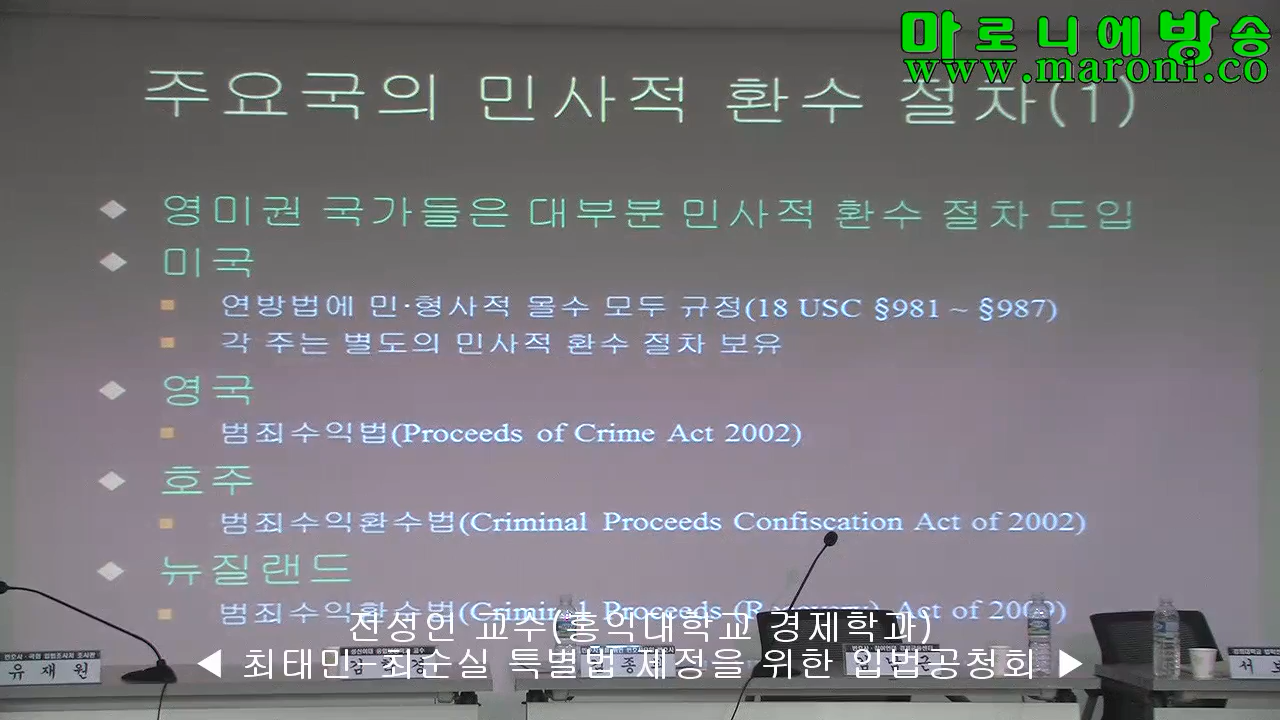 마로니에방송
www.maroni.co
주요국의 민사적 환수 절차(1)
영미권 국가들은 대부분 민사적 환수 절차 도입
미국
연방법에 민·형사적 몰수 모두 규정(18 USC §981 ~ §987)
각 주는 별도의 민사적 환수 절차 보유
영국
범죄수익법(Proceeds of Crime Act 2002)
호주
범죄수익환수법(Criminal Proceeds Confiscation Act of 2002)
뉴질랜드
범죄수익환수법(Criminal Proceeds (Recovery) Act of 2009)
전성인 교수(홍익대학교 경제학과)
◀ 최태민-최순실 특별법 제정을 위한 입법공청회 ▶
유 재 원